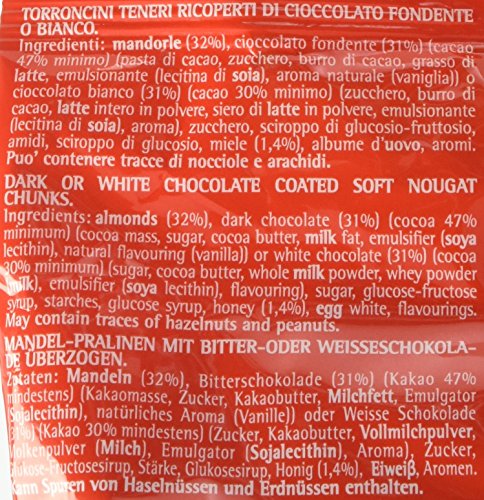 TORRONCINI TENERI RICOPERTI DI CIOCCOLATO FONDENTE
O BIANCO.
Ingredienti: mandorle (32%), cioccolato fondente (31%) (cacao
47% minimo) (pasta di cacao, zucchero, burro di cacao, grasso di
latte, emulsionante (lecitina di soia), aroma naturale (vaniglia)) o
cioccolato bianco (31%) (cacao 30% minimo) (zucchero, burro di
cacao, latte intero in polvere, siero di latte in polvere, emulsionante
(lecitina di soia), aroma), zucchero, sciroppo di glucosio-fruttosio,
amidi, sciroppo di glucosio, miele (1,4%), albume d'uovo, aromi.
Puo' contenere tracce di nocciole e arachidi.
DARK OR WHITE CHOCOLATE COATED SOFT NOUGAT
CHUNKS.
Ingredients: almonds (32%), dark chocolate (31%) (cocoa 47%
minimum) (cocoa mass, sugar, cocoa butter, milk fat, emulsifier (soya
lecithin), natural flavouring (vanilla)) or white chocolate (31%) (cocoa
30% minimum) (sugar, cocoa butter, whole milk powder, whey powder
(milk), emulsifier (soya lecithin), flavouring), sugar, glucose-fructose
syrup, starches, glucose syrup, honey (1,4%), egg white, flavourings.
May contain traces of hazelnuts and peanuts.
MANDEL-PRALINEN MIT BITTER-ODER WEISSESCHOKOLA-
DE ÜBERZOGEN.
Zutaten: Mandeln (32%), Bitterschokolade (31%) (Kakao 47%
mindestens) (Kakaomasse, Zucker, Kakaobutter, Milchfett, Emulgator
(Sojalecithin), natürliches Aroma (Vanille)) oder Weisse Schokolade
(31%) (Kakao 30% mindestens) (Zucker, Kakaobutter, Vollmilchpulver,
Molkenpulver (Milch), Emulgator (Sojalecithin), Aroma), Zucker,
Glukose-Fructosesirup, Stärke, Glukosesirup, Honig (1,4%), Eiweiß, Aromen.
Kann Spuren von Haselnüssen und Erdnüssen enthalten.